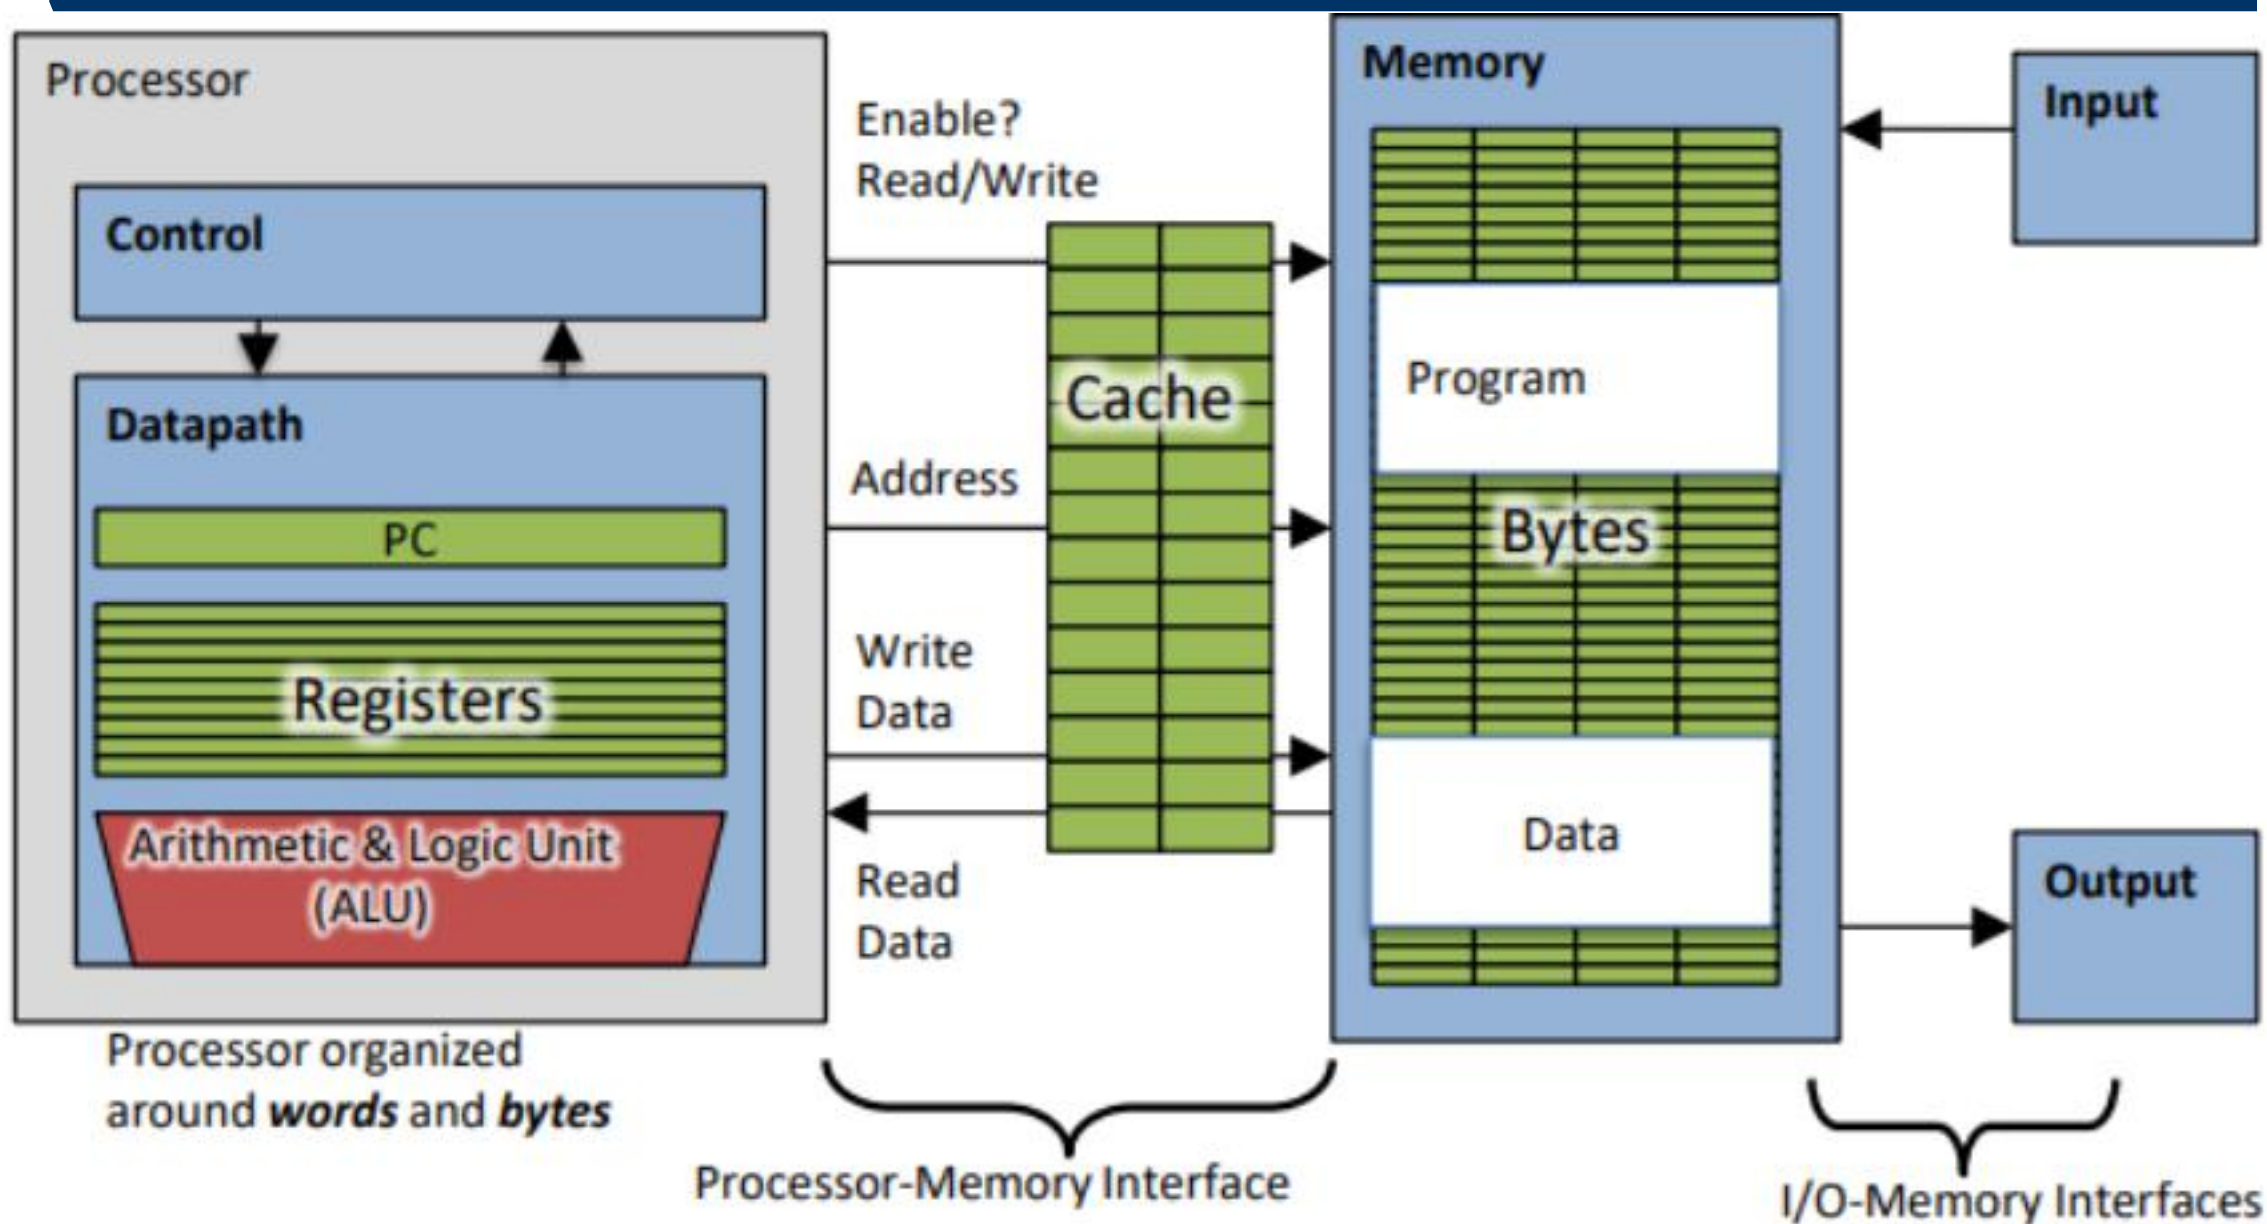 Processor
Control
Datapath
PC
Registers
Arithmetic & Logic Unit
(ALU)
Processor organized
around words and bytes
Enable?
Read/Write
Address
Write
Data
Read
Data
Cache
Processor-Memory Interface
Memory
Program
Bytes
Data
Input
Output
I/O-Memory Interfaces